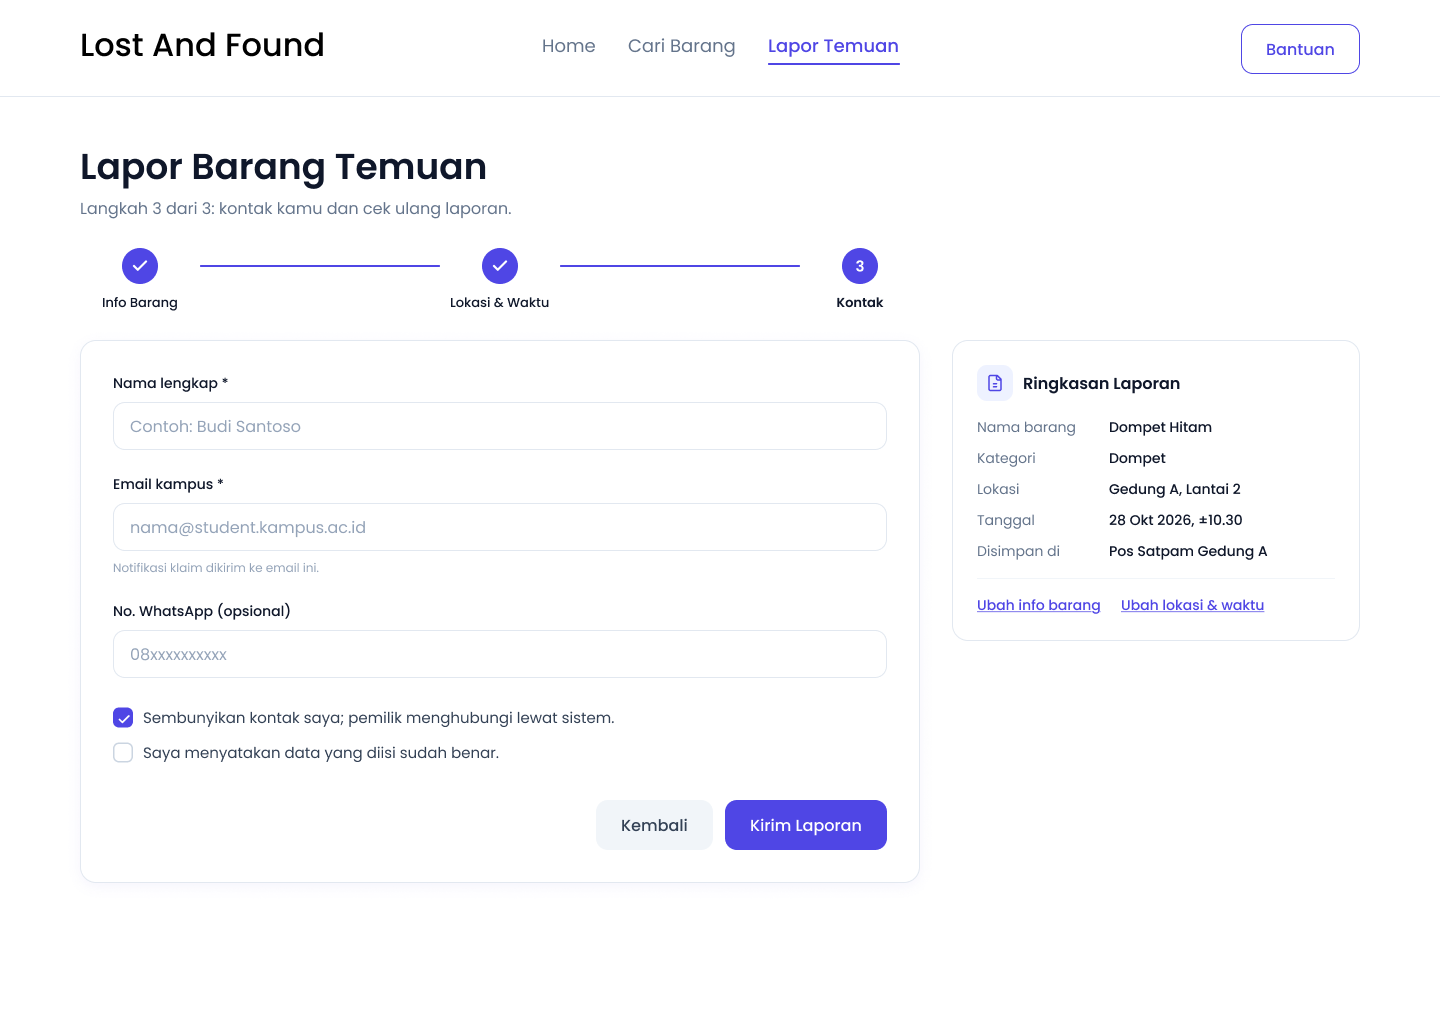 Lost And Found
Home
Cari Barang
Lapor Temuan
Bantuan
Lapor Barang Temuan
Langkah 3 dari 3: kontak kamu dan cek ulang laporan.
Info Barang
Lokasi & Waktu
3
Kontak
Nama lengkap *
Contoh: Budi Santoso
Email kampus *
nama@student.kampus.ac.id
Notifikasi klaim dikirim ke email ini.
No. WhatsApp (opsional)
08xxxxxxxxxx
Sembunyikan kontak saya; pemilik menghubungi lewat sistem.
Saya menyatakan data yang diisi sudah benar.
Kembali
Kirim Laporan
Ringkasan Laporan
Nama barang Dompet Hitam
Kategori Dompet
Lokasi Gedung A, Lantai 2
Tanggal 28 Okt 2026, ±10.30
Disimpan di Pos Satpam Gedung A
Ubah info barang Ubah lokasi & waktu